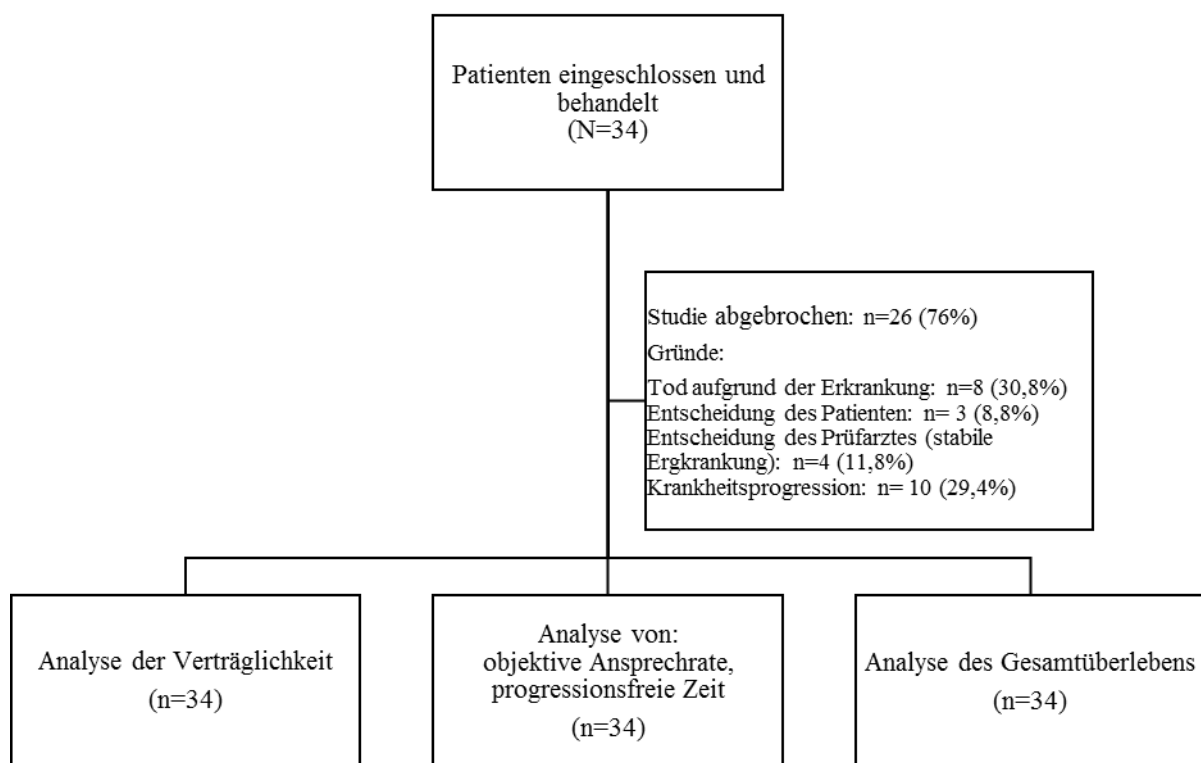 Patienten eingeschlossen und
behandelt
(N=34)
Studie abgebrochen: n=26 (76%)
Gründe:
Tod aufgrund der Erkrankung: n=8 (30,8%)
Entscheidung des Patienten: n= 3 (8,8%)
Entscheidung des Prüfarztes (stabile
Ergkrankung): n=4 (11,8%)
Krankheitsprogression: n= 10 (29,4%)
Analyse der Verträglichkeit
(n=34)
Analyse von:
objektive Ansprechrate,
progressionsfreie Zeit
(n=34)
Analyse des Gesamtüberlebens
(n=34)